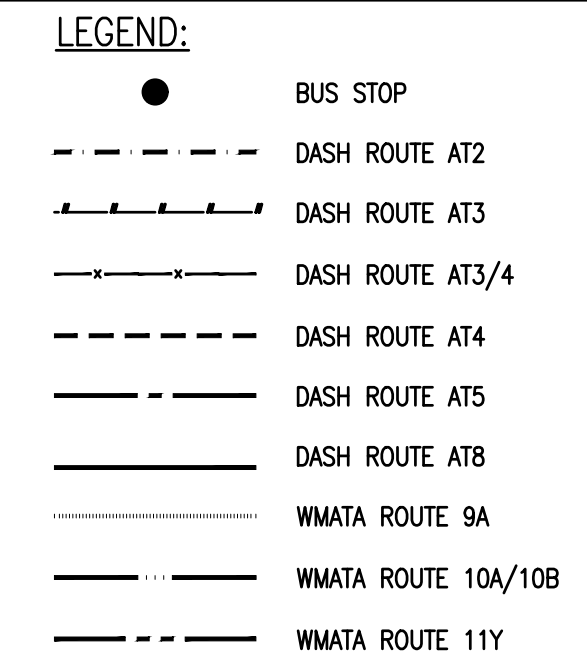 LEGEND:
BUS STOP
DASH ROUTE AT2
DASH ROUTE AT3
DASH ROUTE AT3/4
DASH ROUTE AT4
DASH ROUTE AT5
DASH ROUTE AT8
WMATA ROUTE 9A
WMATA ROUTE 10A/10B
WMATA ROUTE 11Y